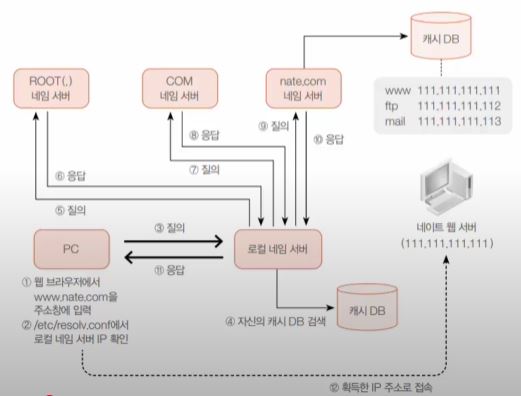 캐시 DB
ROOT(.)
네임 서버
COM
네임 서버
nate.com
네임 서버
www 111.111.111.111
ftp 111.111.111.112
mail 111.111.111.113
⑨ 질의
⑧ 응답
⑩ 응답
⑦ 질의
⑥ 응답
⑤ 질의
네이트 웹 서버
(111.111.111.111)
PC
③ 질의
⑪ 응답
로컬 네임 서버
① 웹 브라우저에서
www.nate.com을
주소창에 입력
② /etc/resolv.conf에서
로컬 네임 서버 IP 확인
④ 자신의 캐시 DB 검색
캐시 DB
⑫ 획득한 IP 주소로 접속